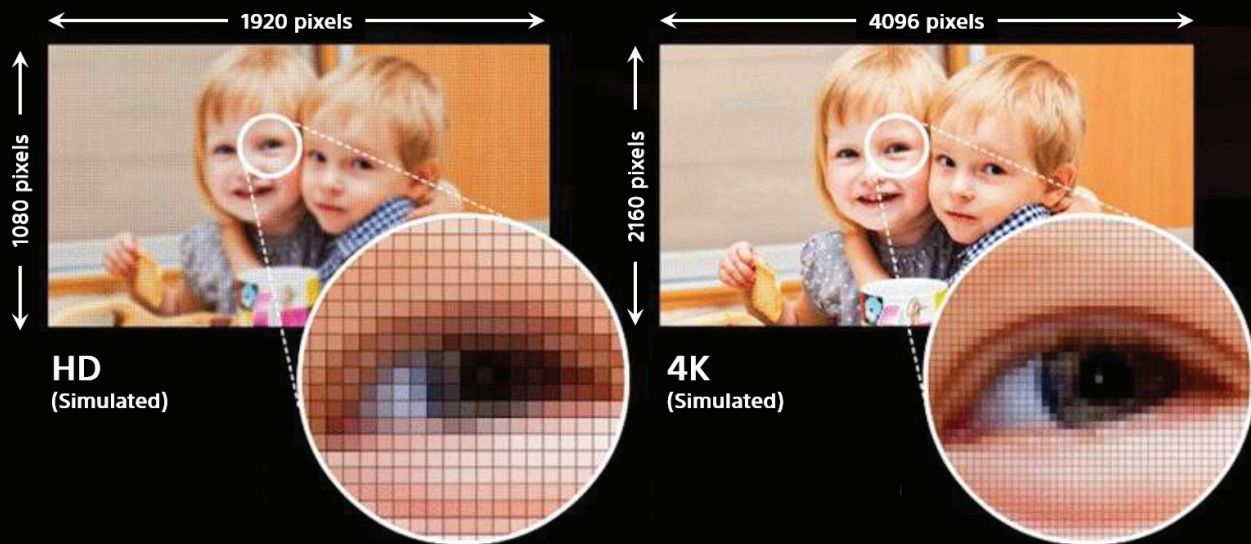 1920 pixels
1080 pixels
HD
(Simulated)
4096 pixels
2160 pixels
4K
(Simulated)